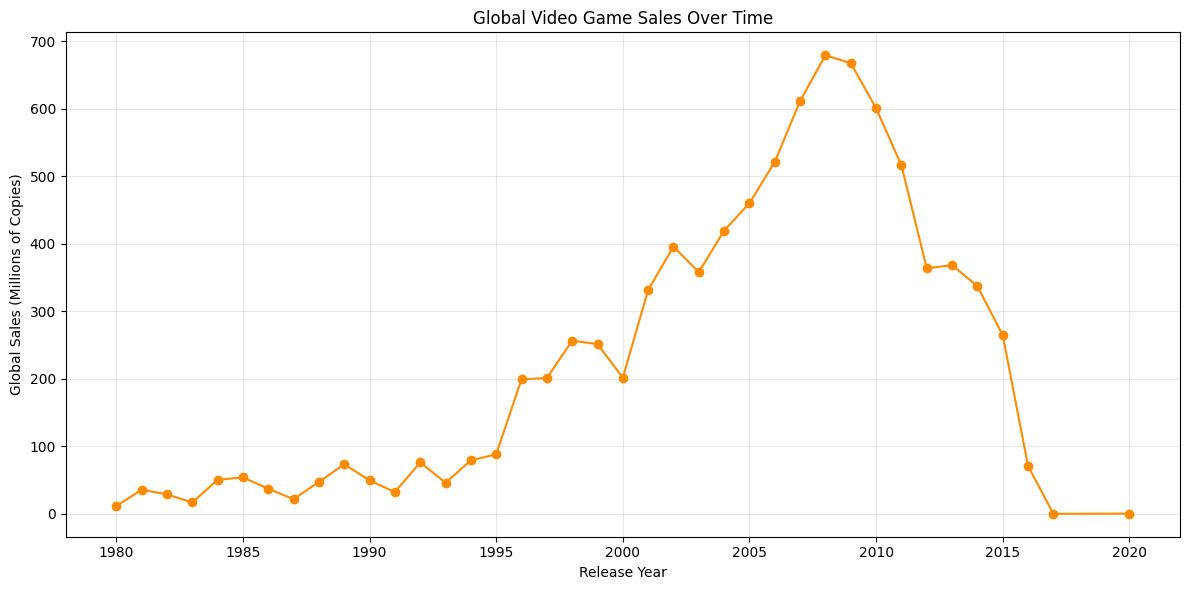 Global Video Game Sales Over Time
Global Sales (Millions of Copies)
700
600
500
400
300
200
100
0
1980 1985 1990 1995 2000 2005 2010 2015 2020
Release Year